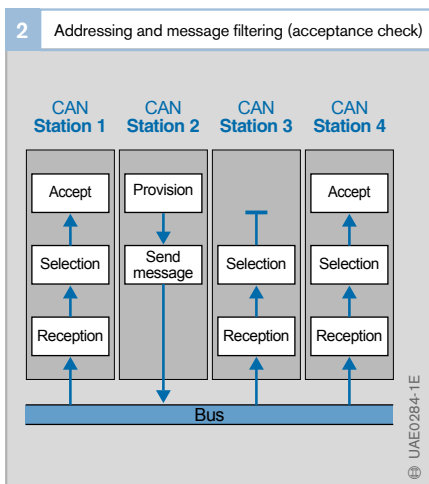 2
Addressing and message filtering (acceptance check)
CAN
Station 1
CAN
Station 2
CAN
Station 3
CAN
Station 4
Accept
Provision
Accept
Selection
Send
message
Selection
Selection
Reception
Reception
Reception
Bus
UAE0284-1E